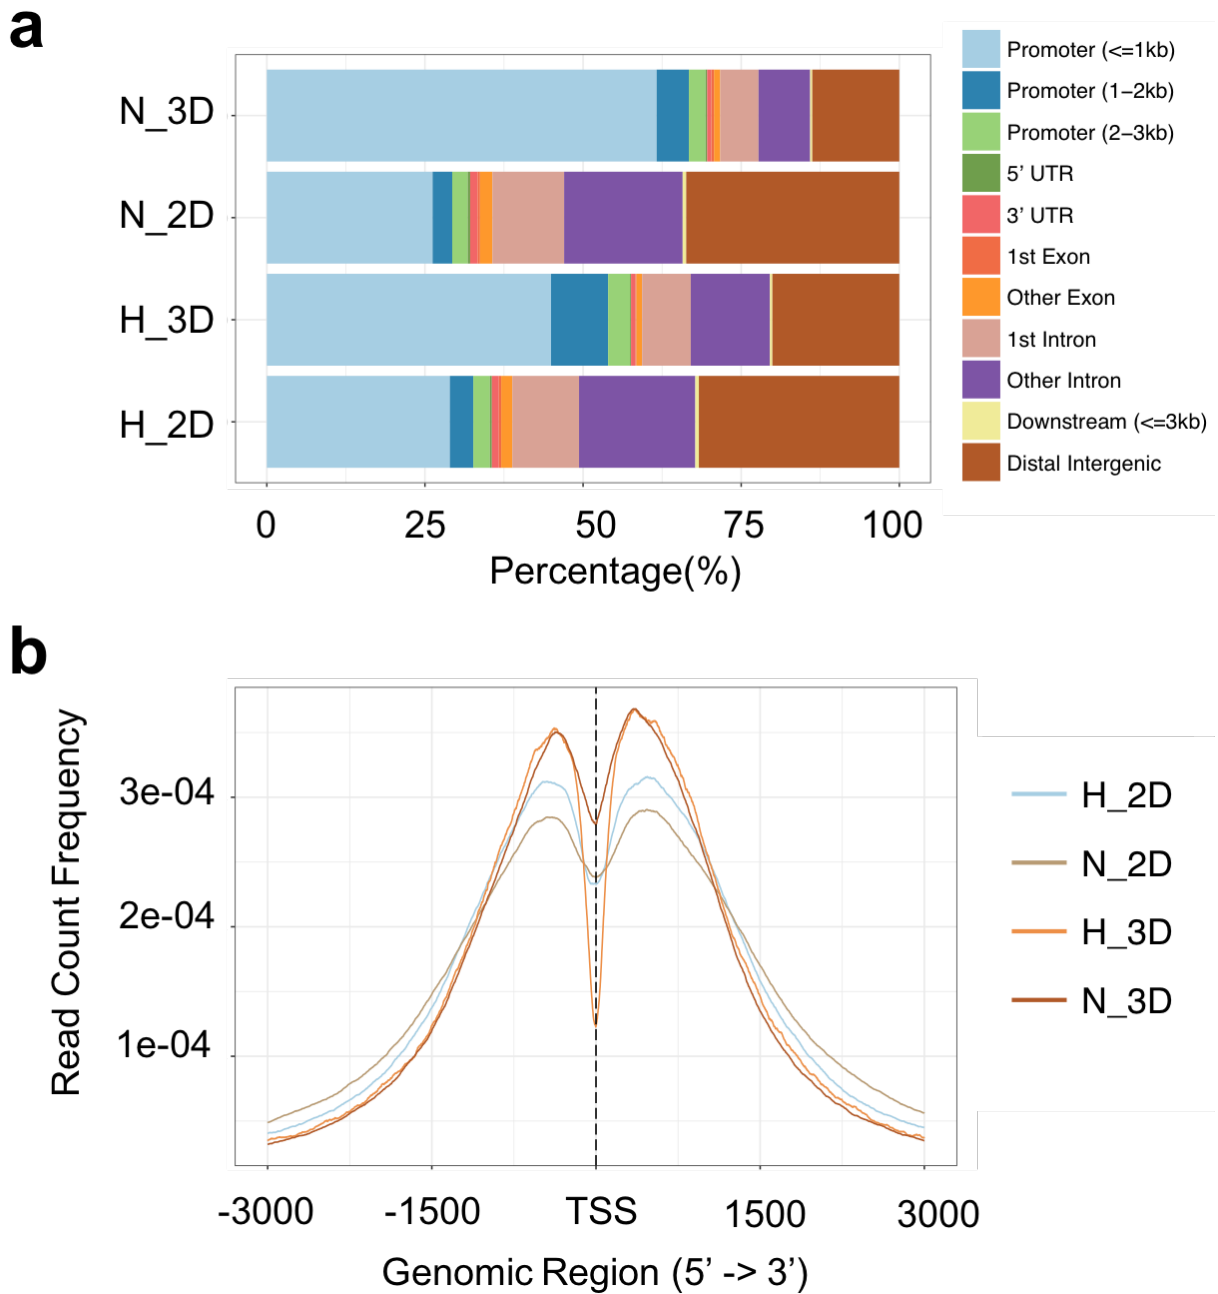 a
N_3D
N_2D
H_3D
H_2D
0 25 50 75 100
Percentage(%)
Promoter (<=1kb)
Promoter (1–2kb)
Promoter (2–3kb)
5’ UTR
3’ UTR
1st Exon
Other Exon
1st Intron
Other Intron
Downstream (<=3kb)
Distal Intergenic
b
Read Count Frequency
3e-04
2e-04
1e-04
-3000 -1500 TSS 1500 3000
Genomic Region (5’ -> 3’)
H_2D
N_2D
H_3D
N_3D